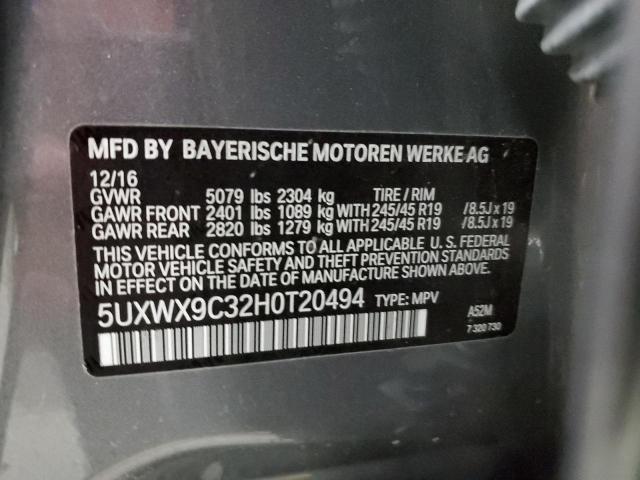 MFD BY BAYERISCHE MOTOREN WERKE AG
12/16
GVWR 5079 lbs 2304 kg TIRE / RIM
GAWR FRONT 2401 lbs 1089 kg WITH 245/45 R19 / 8.5J x 19
GAWR REAR 2820 lbs 1279 kg WITH 245/45 R19 / 8.5J x 19
THIS VEHICLE CONFORMS TO ALL APPLICABLE U. S. FEDERAL
MOTOR VEHICLE SAFETY AND THEFT PREVENTION STANDARDS
IN EFFECT ON THE DATE OF MANUFACTURE SHOWN ABOVE.
5UXWX9C32H0T20494 TYPE: MPV A52M
7 320 730